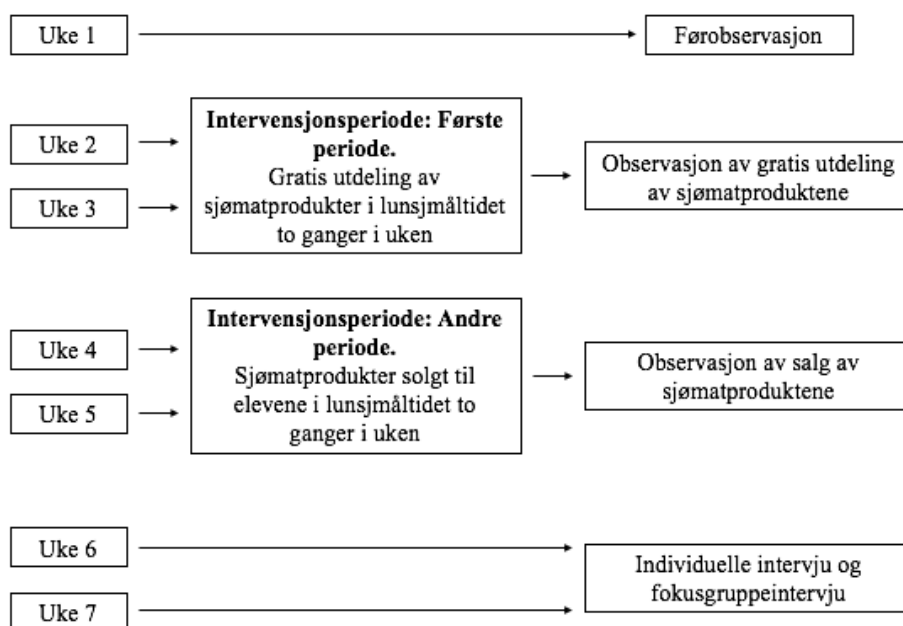 Uke 1
Førobservasjon
Uke 2
Uke 3
Intervensjonsperiode: Første
periode.
Gratis utdeling av
sjømatprodukter i lunsjmåltidet
to ganger i uken
Observasjon av gratis utdeling
av sjømatproduktene
Uke 4
Uke 5
Intervensjonsperiode: Andre
periode.
Sjømatprodukter solgt til
elevene i lunsjmåltidet to
ganger i uken
Observasjon av salg av
sjømatproduktene
Uke 6
Uke 7
Individuelle intervju og
fokusgruppeintervju